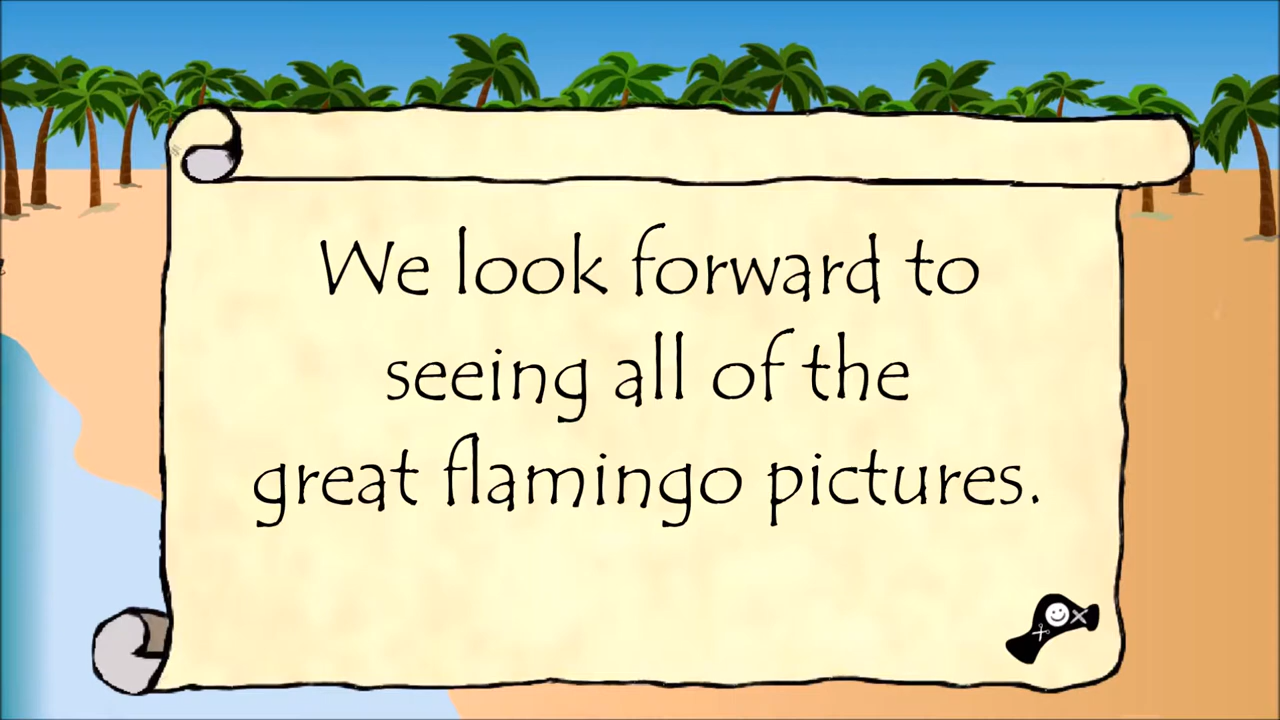 We look forward to
seeing all of the
great flamingo pictures.